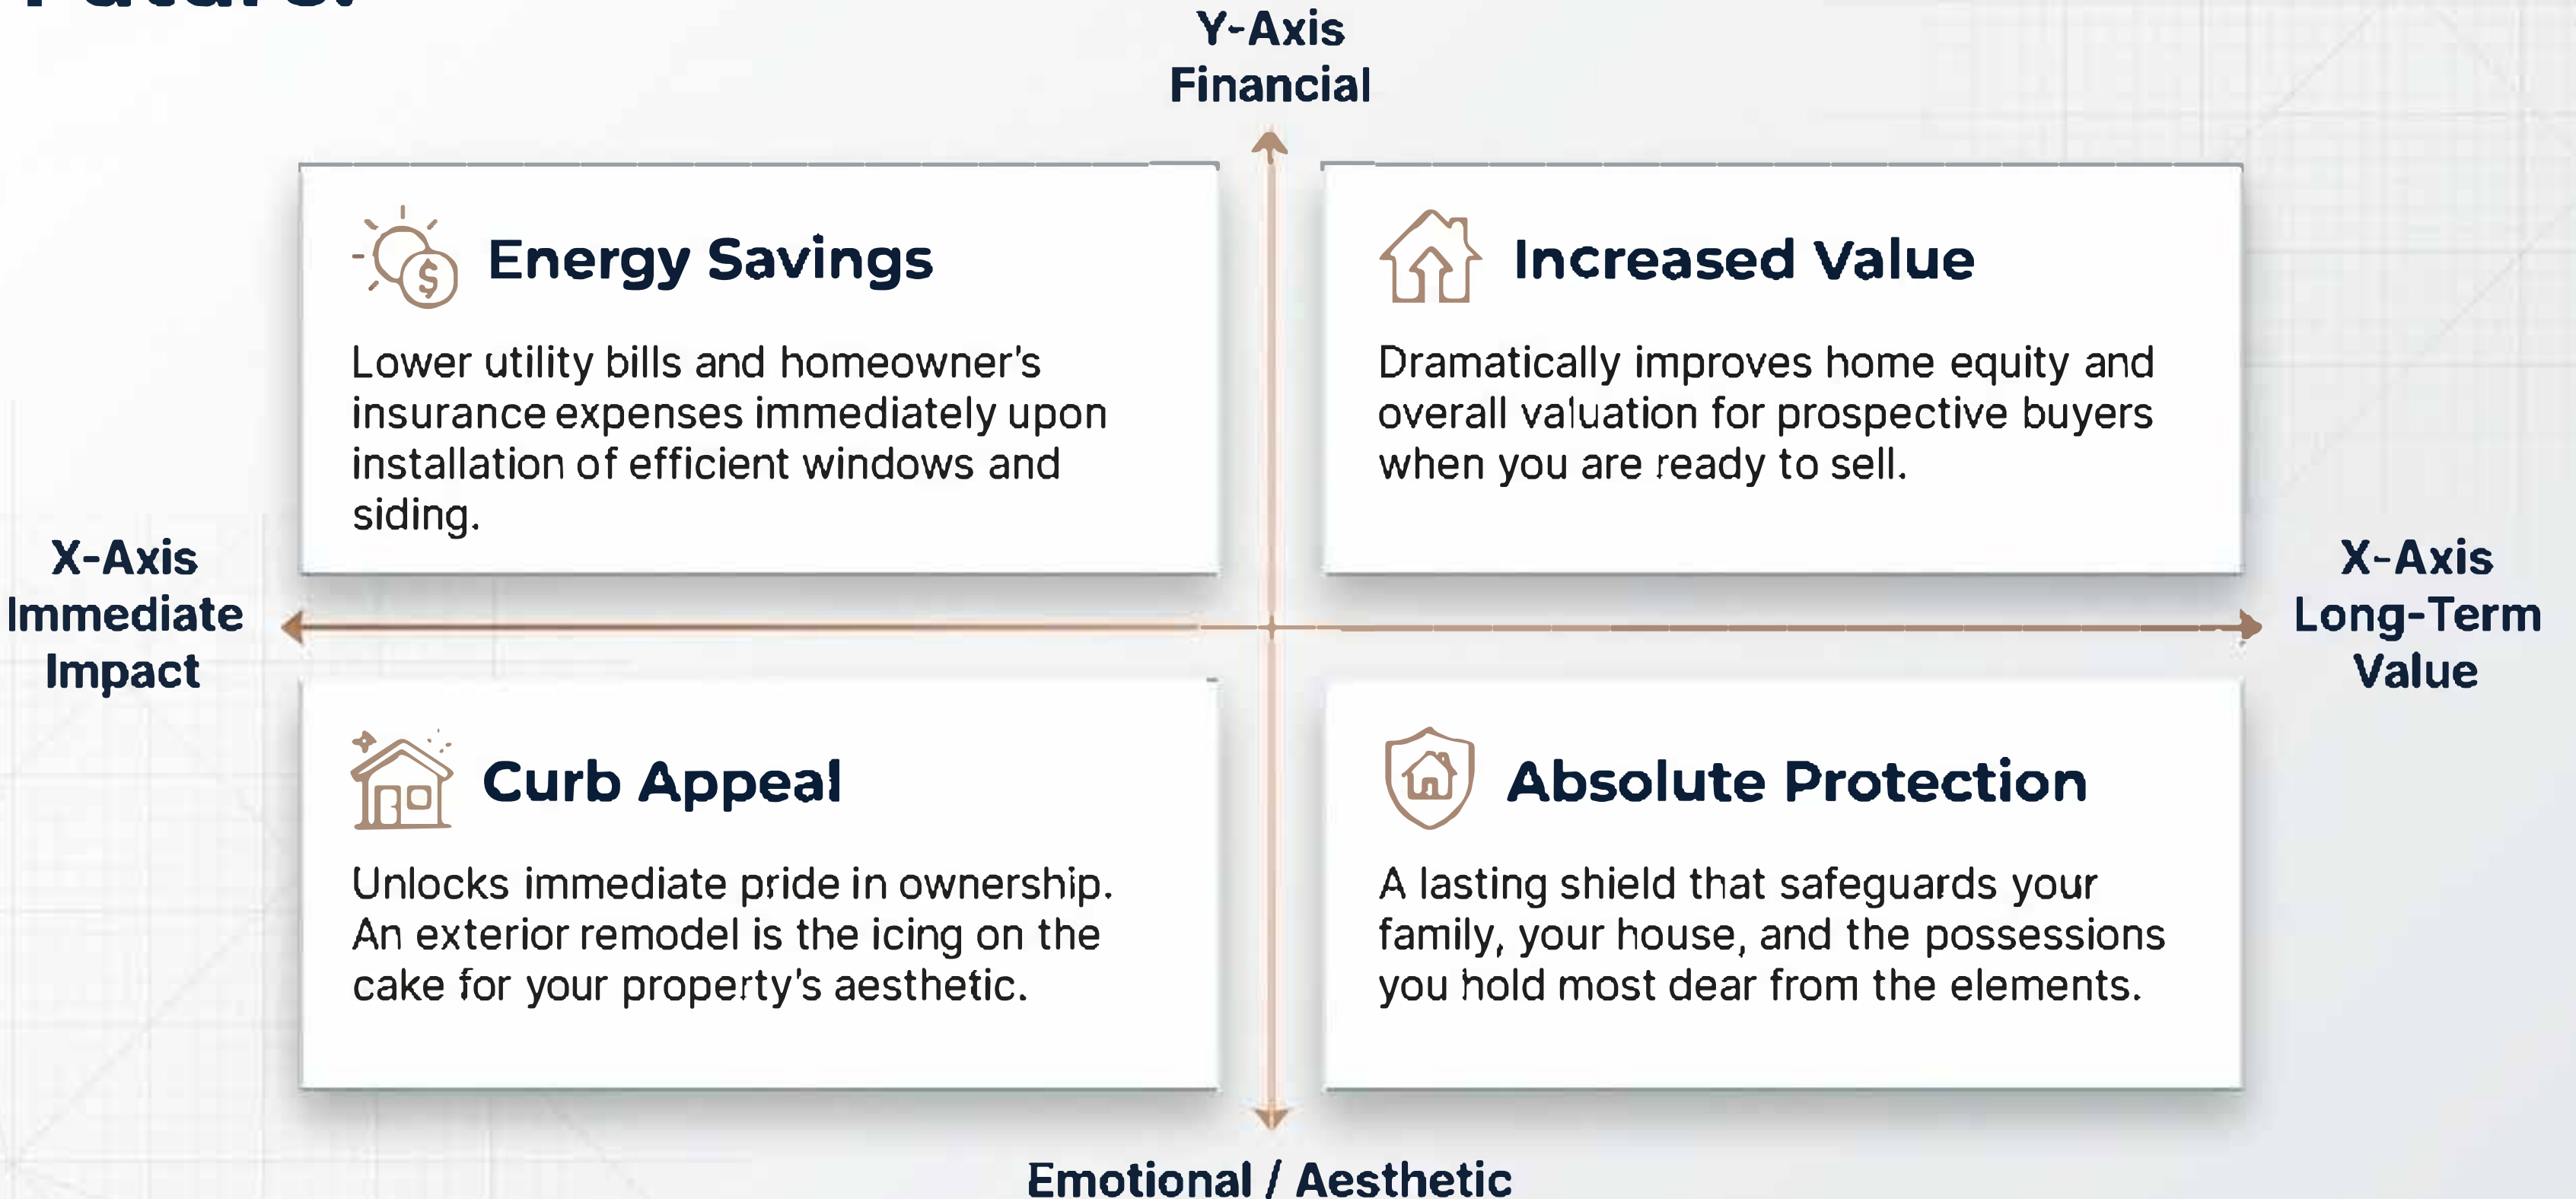 Future.
Y-Axis
Financial
Energy Savings
Lower utility bills and homeowner's
insurance expenses immediately upon
installation of efficient windows and
siding.
Increased Value
Dramatically improves home equity and
overall valuation for prospective buyers
when you are ready to sell.
X-Axis
Immediate
Impact
X-Axis
Long-Term
Value
Curb Appeal
Unlocks immediate pride in ownership.
An exterior remodel is the icing on the
cake for your property's aesthetic.
Absolute Protection
A lasting shield that safeguards your
family, your house, and the possessions
you hold most dear from the elements.
Emotional / Aesthetic